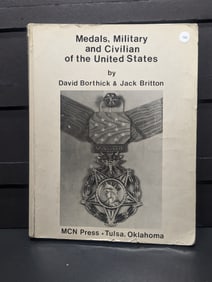 Medals, Military
and Civilian
of the United States
by
David Borthick & Jack Britton
MCN Press • Tulsa, Oklahoma